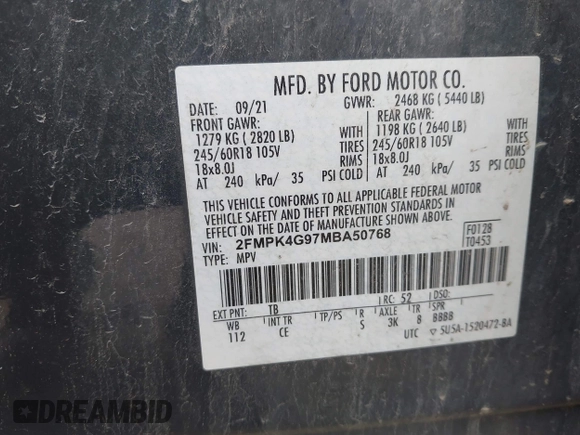 MFD. BY FORD MOTOR CO.
DATE: 09/21 GVWR: 2468 KG ( 5440 LB)
FRONT GAWR: REAR GAWR:
1279 KG ( 2820 LB) WITH 1198 KG ( 2640 LB) WITH
245/60R18 105V TIRES 245/60R18 105V TIRES
18x8.0J RIMS 18x8.0J RIMS
AT 240 kPa/ 35 PSI COLD AT 240 kPa/ 35 PSI COLD
THIS VEHICLE CONFORMS TO ALL APPLICABLE FEDERAL MOTOR
VEHICLE SAFETY AND THEFT PREVENTION STANDARDS
IN EFFECT ON THE DATE OF MANUFACTURE SHOWN ABOVE.
VIN: 2FMPK4G97MBA50768 F0128
TYPE: MPV T0453
EXT PNT: TB RC: 52 DSO:
WB INT TR TP/PS R AXLE TR SPR
112 CE S 3K 8 BBBB
UTC 5U5A-1520472-BA
DREAMBID